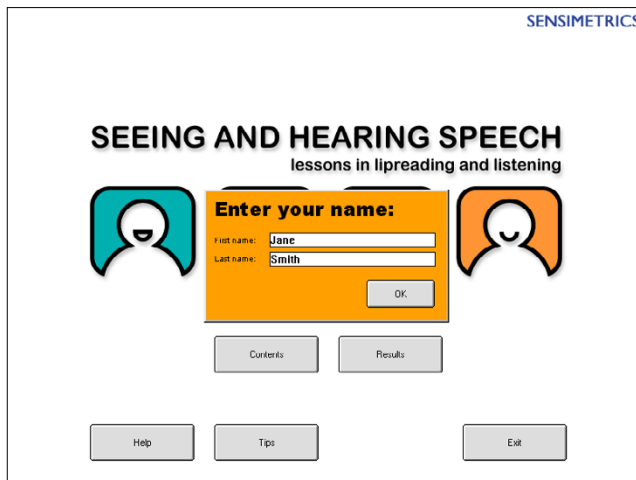 SENSIMETRICS
SEEING AND HEARING SPEECH
lessons in lipreading and listening
Enter your name:
First name: Jane
Last name: Smith
OK
Contents Results
Help Tips Exit